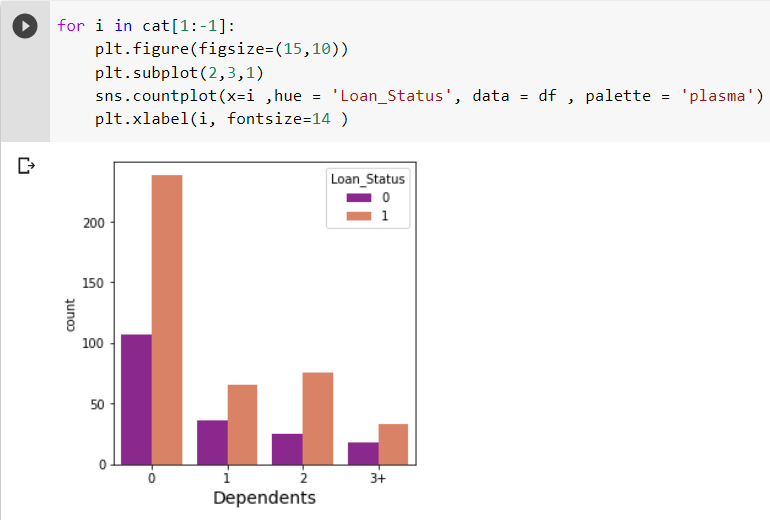 for i in cat[1:-1]:
    plt.figure(figsize=(15,10))
    plt.subplot(2,3,1)
    sns.countplot(x=i ,hue = 'Loan_Status', data = df , palette = 'plasma')
    plt.xlabel(i, fontsize=14 )
Loan_Status
0
1
200
150
100
50
0
count
0 1 2 3+
Dependents